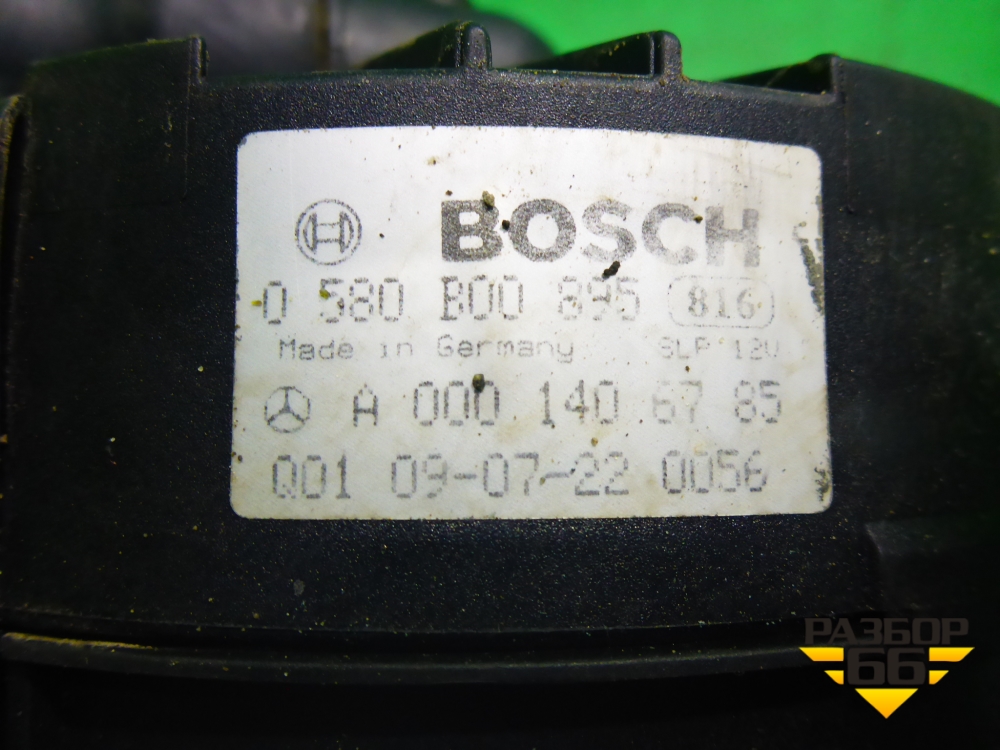 BOSCH
0 580 B00 895 816
Made in Germany SLP 12V
A 000 140 67 85
Q01 09-07-22 0056
РАЗБОР
66